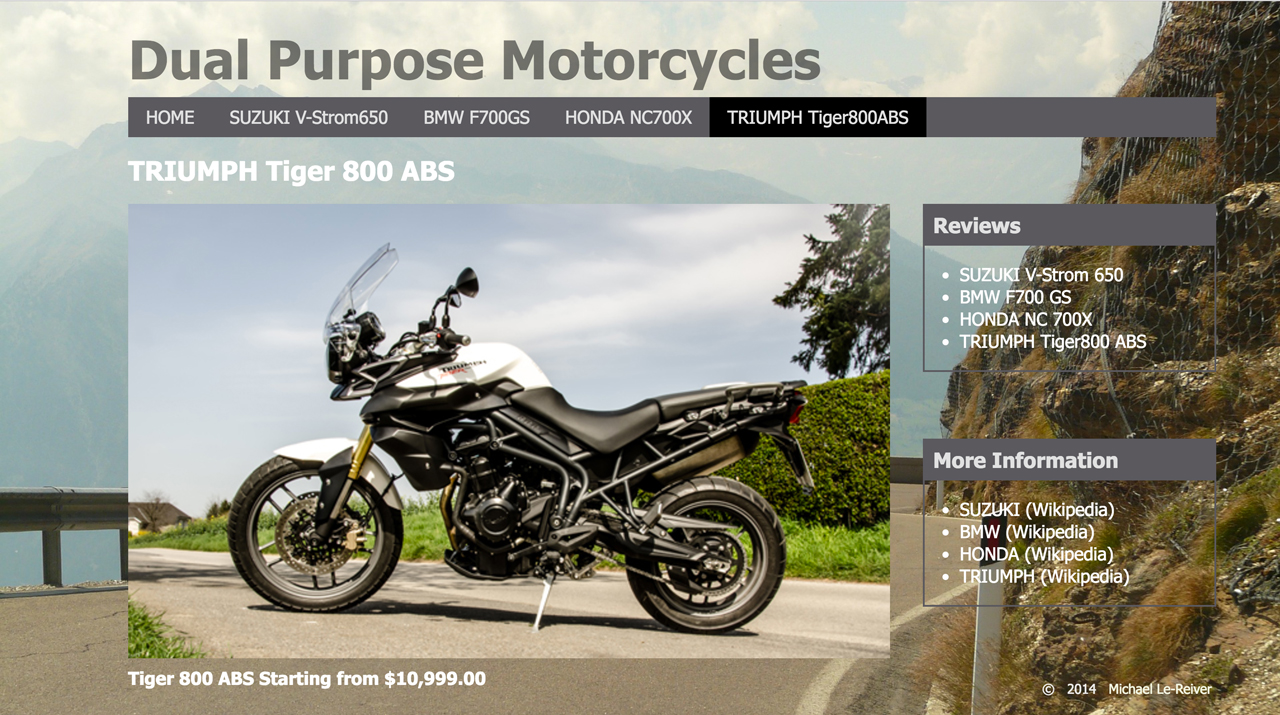 Dual Purpose Motorcycles
HOME SUZUKI V-Strom650 BMW F700GS HONDA NC700X TRIUMPH Tiger800ABS
TRIUMPH Tiger 800 ABS
TRIUMPH
Tiger 800 ABS Starting from $10,999.00
Reviews
SUZUKI V-Strom 650
BMW F700 GS
HONDA NC 700X
TRIUMPH Tiger800 ABS
More Information
SUZUKI (Wikipedia)
BMW (Wikipedia)
HONDA (Wikipedia)
TRIUMPH (Wikipedia)
© 2014 Michael Le-Reiver